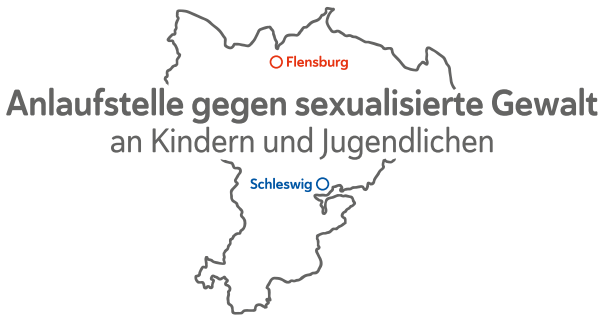 Flensburg
Anlaufstelle gegen sexualisierte Gewalt
an Kindern und Jugendlichen
Schleswig